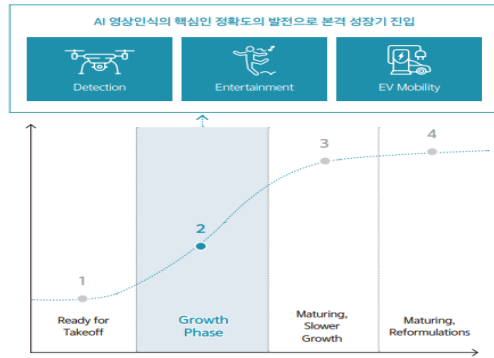 AI 영상인식의 핵심인 정확도의 발전으로 본격 성장기 진입
Detection
Entertainment
EV Mobility
1
2
3
4
Ready for
Takeoff
Growth
Phase
Maturing,
Slower
Growth
Maturing,
Reformulations